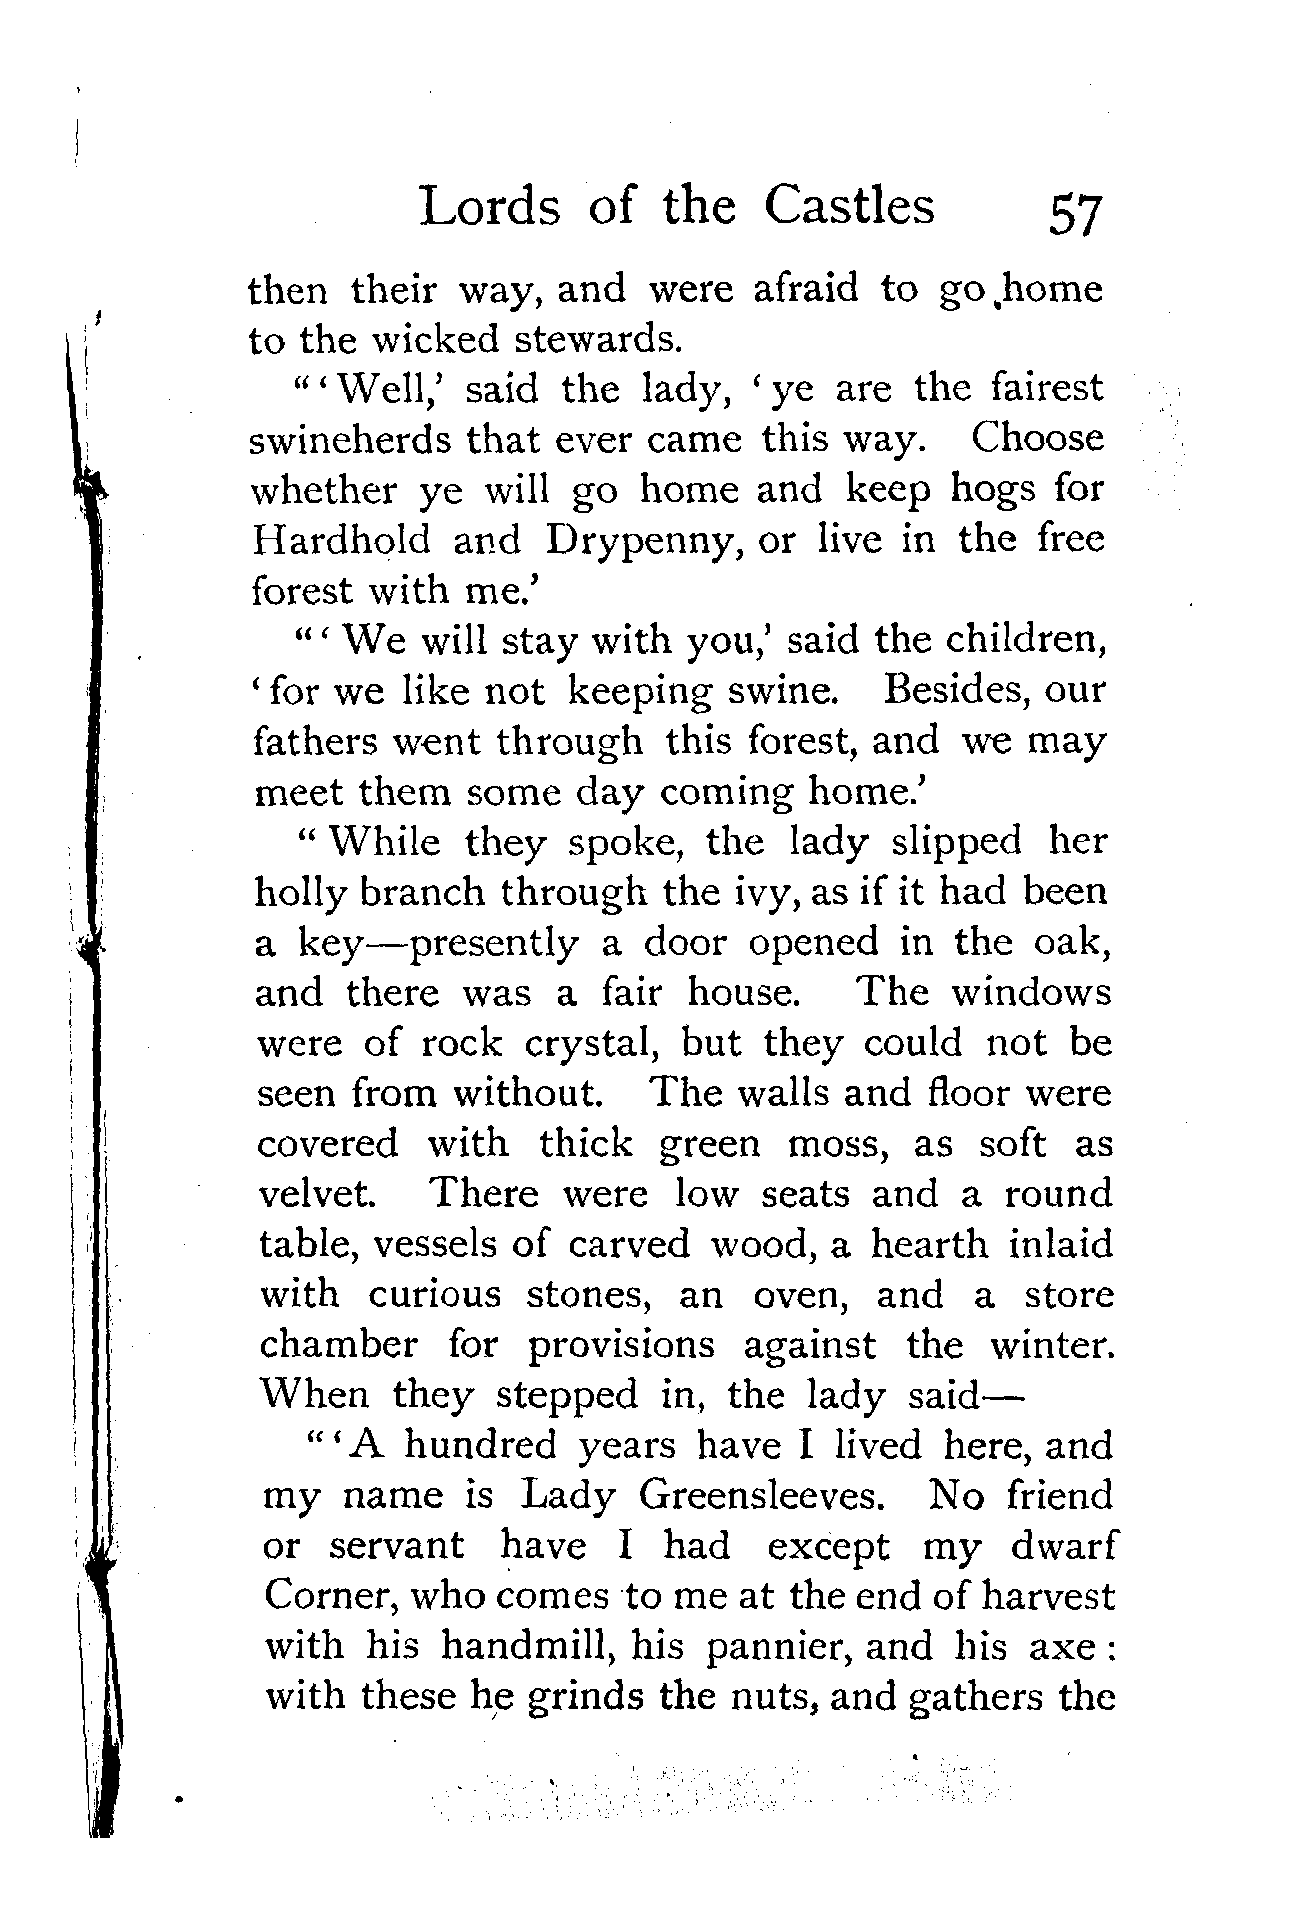 Lords of the Castles 57
then their way, and were afraid to go home
to the wicked stewards.
“‘Well,’ said the lady, ‘ye are the fairest
swineherds that ever came this way. Choose
whether ye will go home and keep hogs for
Hardhold and Drypenny, or live in the free
forest with me.’
“‘We will stay with you,’ said the children,
‘for we like not keeping swine. Besides, our
fathers went through this forest, and we may
meet them some day coming home.’
“While they spoke, the lady slipped her
holly branch through the ivy, as if it had been
a key—presently a door opened in the oak,
and there was a fair house. The windows
were of rock crystal, but they could not be
seen from without. The walls and floor were
covered with thick green moss, as soft as
velvet. There were low seats and a round
table, vessels of carved wood, a hearth inlaid
with curious stones, an oven, and a store
chamber for provisions against the winter.
When they stepped in, the lady said—
“‘A hundred years have I lived here, and
my name is Lady Greensleeves. No friend
or servant have I had except my dwarf
Corner, who comes to me at the end of harvest
with his handmill, his pannier, and his axe:
with these he grinds the nuts, and gathers the